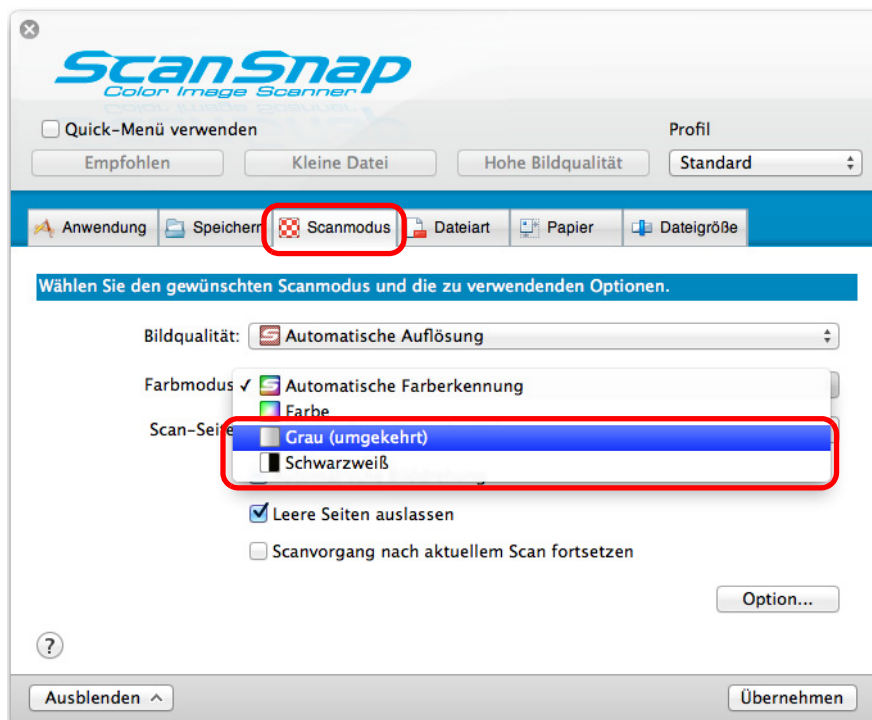 ScanSnap
Color Image Scanner
Quick-Menü verwenden
Profil
Empfohlen Kleine Datei Hohe Bildqualität Standard
Anwendung Speichern Scanmodus Dateiart Papier Dateigröße
Wählen Sie den gewünschten Scanmodus und die zu verwendenden Optionen.
Bildqualität: Automatische Auflösung
Farbmodus ✓ Automatische Farberkennung
Farbe
Scan-Seite
Grau (umgekehrt)
Schwarzweiß
Leere Seiten auslassen
Scanvorgang nach aktuellem Scan fortsetzen
Option...
?
Ausblenden Übernehmen